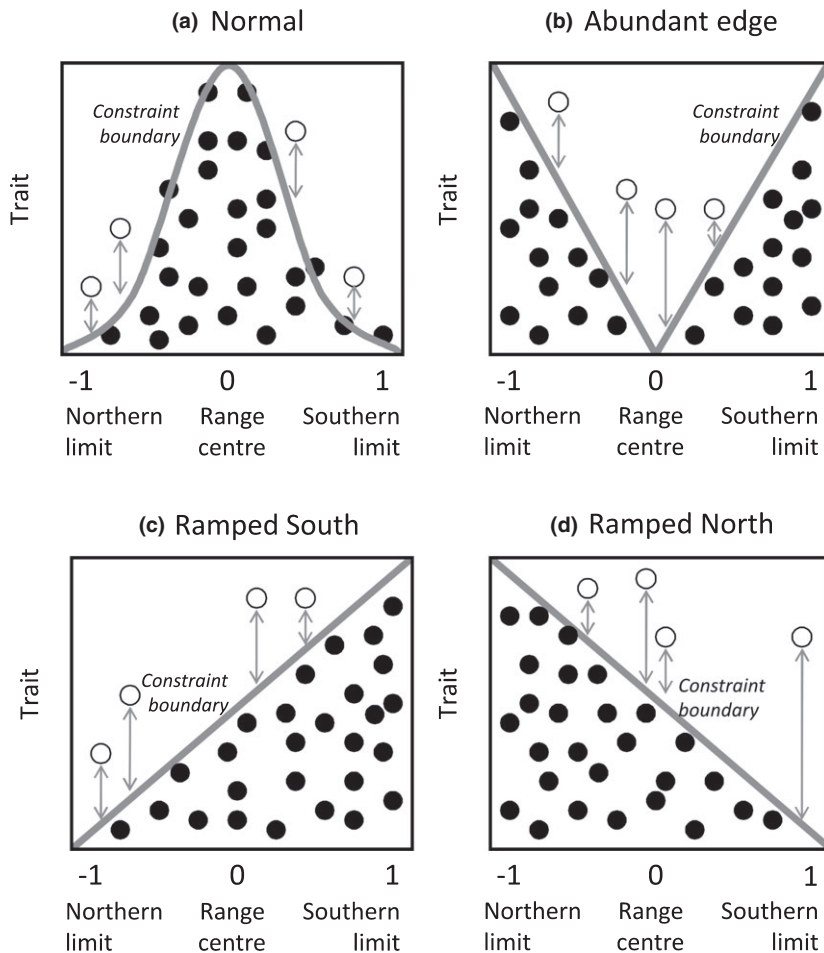 (a) Normal
Constraint
boundary
Trait
-1 0 1
Northern Range Southern
limit centre limit
(b) Abundant edge
Constraint
boundary
Trait
-1 0 1
Northern Range Southern
limit centre limit
(c) Ramped South
Constraint
boundary
Trait
-1 0 1
Northern Range Southern
limit centre limit
(d) Ramped North
Constraint
boundary
Trait
-1 0 1
Northern Range Southern
limit centre limit